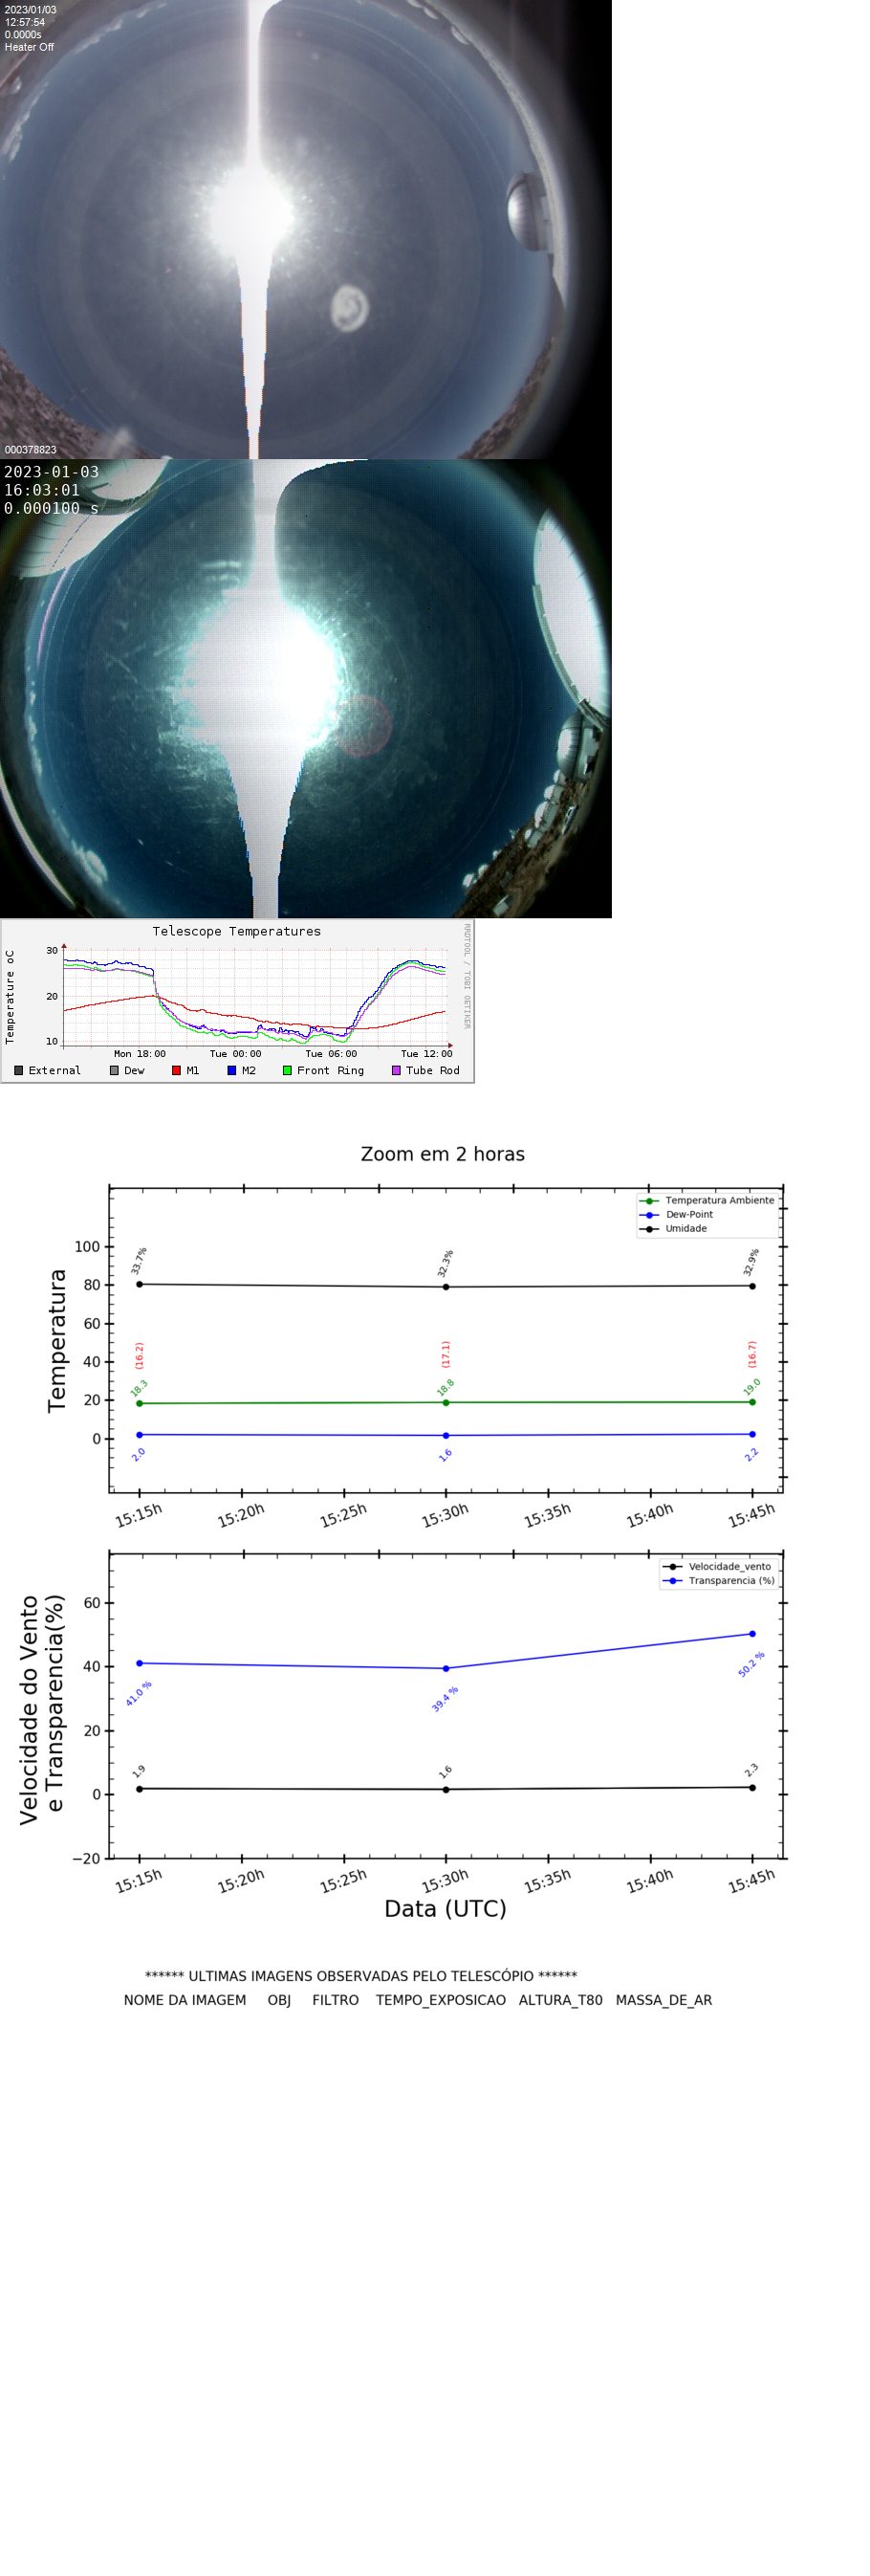 2023/01/03
12:57:54
0.0000s
Heater Off
000378823
2023-01-03
16:03:01
0.000100 s
Telescope Temperatures
RRDTOOL / TOBI OETIKER
Temperature oC
30
20
10
Mon 18:00 Tue 00:00 Tue 06:00 Tue 12:00
External Dew M1 M2 Front Ring Tube Rod
Zoom em 2 horas
Temperatura Ambiente
Dew-Point
Umidade
Temperatura
100
80
60
40
20
0
33.7% 32.3% 32.9%
(16.2) (17.1) (16.7)
18.3 18.8 19.0
2.0 1.6 2.2
15:15h 15:20h 15:25h 15:30h 15:35h 15:40h 15:45h
Velocidade_vento
Transparencia (%)
Velocidade do Vento
e Transparencia(%)
60
40
20
0
−20
41.0 % 39.4 % 50.2 %
1.9 1.6 2.3
15:15h 15:20h 15:25h 15:30h 15:35h 15:40h 15:45h
Data (UTC)
****** ULTIMAS IMAGENS OBSERVADAS PELO TELESCÓPIO ******
NOME DA IMAGEM OBJ FILTRO TEMPO_EXPOSICAO ALTURA_T80 MASSA_DE_AR